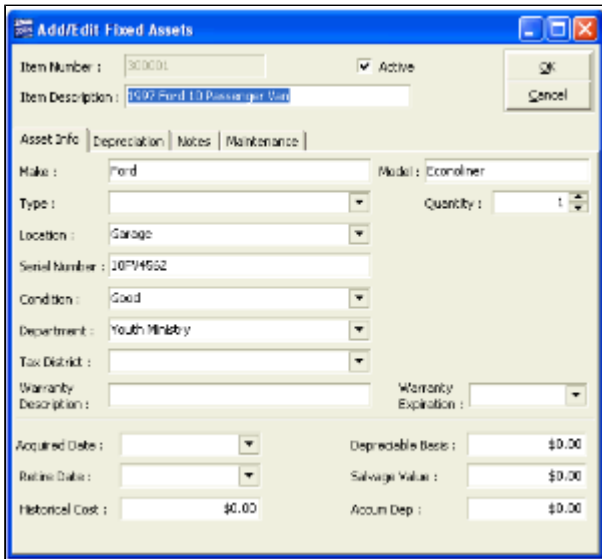 Add/Edit Fixed Assets
Item Number : 300001 Active OK
Item Description : 1997 Ford 10 Passenger Van Cancel
Asset Info Depreciation Notes Maintenance
Make : Ford Model : Econoliner
Type : Quantity : 1
Location : Garage
Serial Number : 10FV4562
Condition : Good
Department : Youth Ministry
Tax District :
Warranty Description : Warranty Expiration :
Acquired Date : Depreciable Basis : $0.00
Retire Date : Salvage Value : $0.00
Historical Cost : $0.00 Accum Dep : $0.00